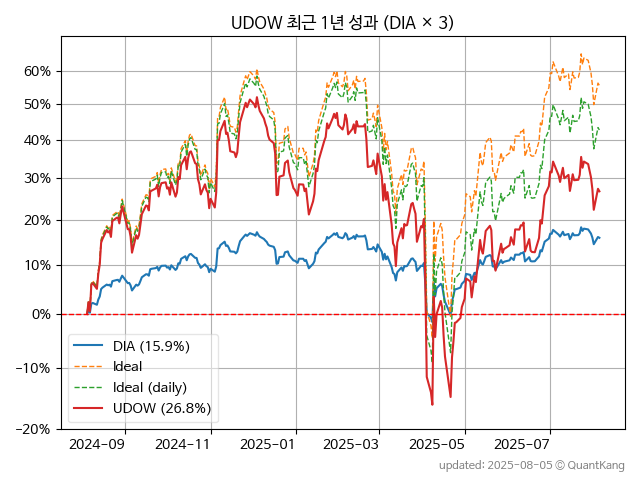 UDOW 최근 1년 성과 (DIA × 3)
60%
50%
40%
30%
20%
10%
0%
−10%
−20%
DIA (15.9%)
Ideal
Ideal (daily)
UDOW (26.8%)
2024-09
2024-11
2025-01
2025-03
2025-05
2025-07
updated: 2025-08-05 © QuantKang